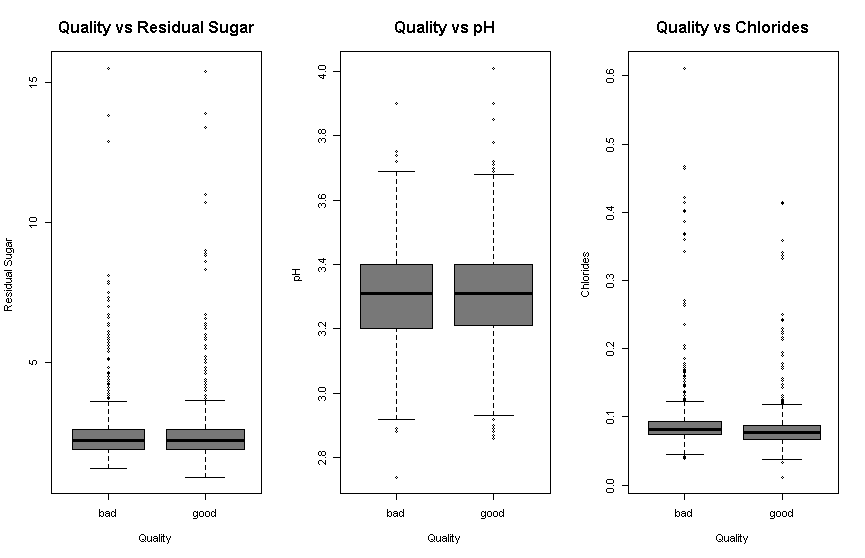 Quality vs Residual Sugar
Residual Sugar
15
10
5
bad good
Quality
Quality vs pH
pH
4.0
3.8
3.6
3.4
3.2
3.0
2.8
bad good
Quality
Quality vs Chlorides
Chlorides
0.6
0.5
0.4
0.3
0.2
0.1
0.0
bad good
Quality